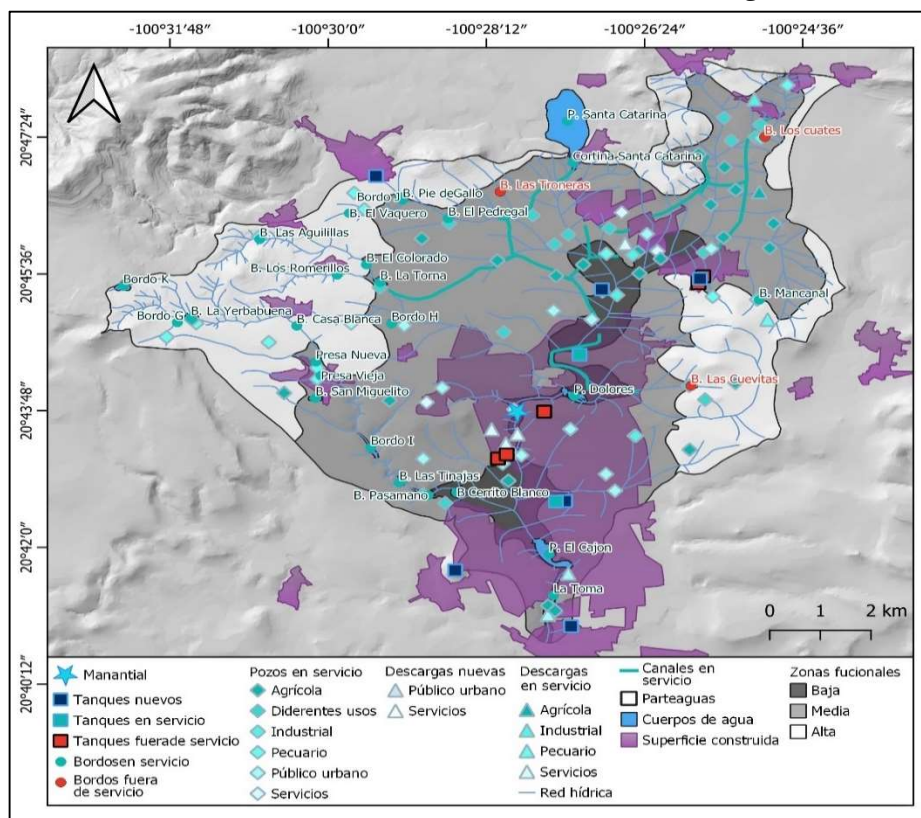 -100°31′48″ -100°30′0″ -100°28′12″ -100°26′24″ -100°24′36″
20°47′24″
20°45′36″
20°43′48″
20°42′0″
20°40′12″
P. Santa Catarina
B. Los cuates
Cortina Santa Catarina
B. Las Troneras
Bordo J
B. Pie deGallo
B. El Vaquero
B. El Pedregal
B. Las Aguilillas
B. El Colorado
B. Los Romerillos
B. La Torna
Bordo K
B. Mancanal
Bordo G
B. La Yerbabuena
B. Casa Blanca
Bordo H
Presa Nueva
Presa Vieja
P. Dolores
B. Las Cuevitas
B. San Miguelito
Bordo I
B. Las Tinajas
B. Pasamano
B Cerrito Blanco
P. El Cajon
La Toma
0 1 2 km
Manantial
Tanques nuevos
Tanques en servicio
Tanques fuerade servicio
Bordosen servicio
Bordos fuera
de servicio
Pozos en servicio
Agrícola
Diderentes usos
Industrial
Pecuario
Público urbano
Servicios
Descargas nuevas
Público urbano
Servicios
Descargas
en servicio
Agrícola
Industrial
Pecuario
Servicios
Red hídrica
Canales en
servicio
Parteaguas
Cuerpos de agua
Superficie construida
Zonas fucionales
Baja
Media
Alta